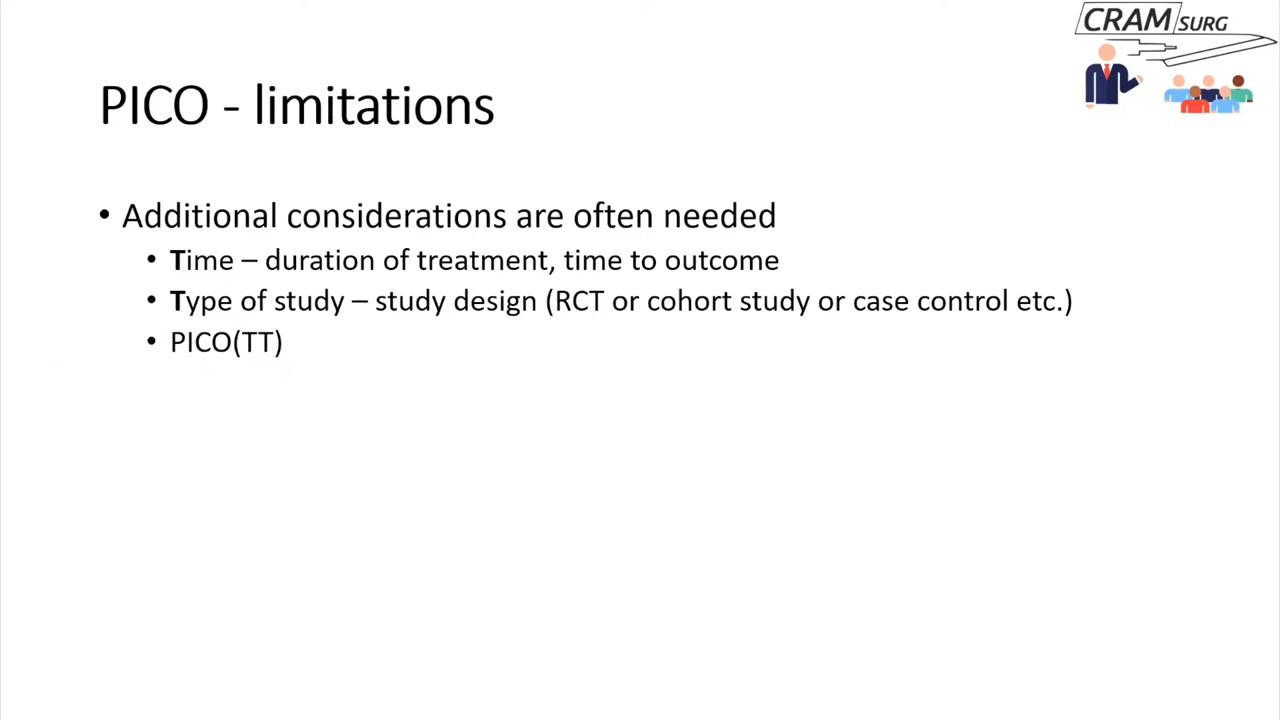 CRAM SURG
PICO - limitations
• Additional considerations are often needed
• Time – duration of treatment, time to outcome
• Type of study – study design (RCT or cohort study or case control etc.)
• PICO(TT)